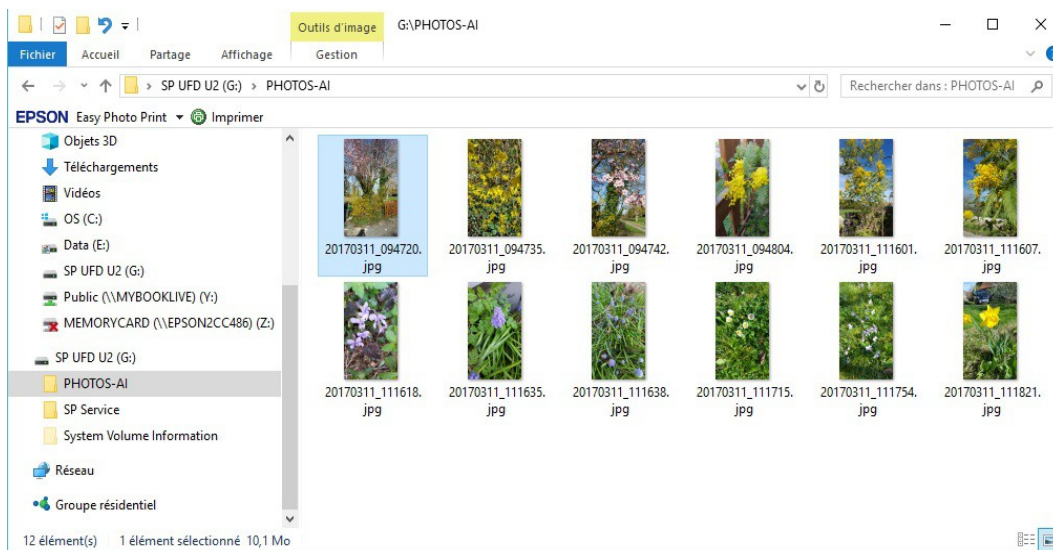 Outils d'image
G:\PHOTOS-AI
Fichier
Accueil
Partage
Affichage
Gestion
SP UFD U2 (G:) > PHOTOS-AI
Rechercher dans : PHOTOS-AI
EPSON Easy Photo Print
Imprimer
Objets 3D
Téléchargements
Vidéos
OS (C:)
Data (E:)
SP UFD U2 (G:)
Public (\\MYBOOKLIVE) (Y:)
MEMORYCARD (\\EPSON2CC486) (Z:)
SP UFD U2 (G:)
PHOTOS-AI
SP Service
System Volume Information
Réseau
Groupe résidentiel
20170311_094720.
jpg
20170311_094735.
jpg
20170311_094742.
jpg
20170311_094804.
jpg
20170311_111601.
jpg
20170311_111607.
jpg
20170311_111618.
jpg
20170311_111635.
jpg
20170311_111638.
jpg
20170311_111715.
jpg
20170311_111754.
jpg
20170311_111821.
jpg
12 élément(s)
1 élément sélectionné 10,1 Mo